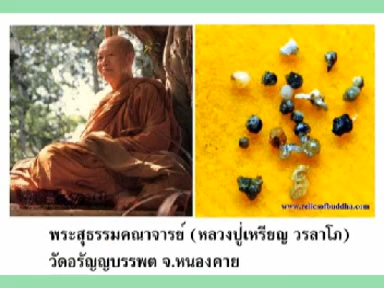 www.relicofbuddha.com
พระสุธรรมคณาจารย์ (หลวงปู่เหรียญ วรลาโภ)
วัดอรัญญบรรพต จ.หนองคาย